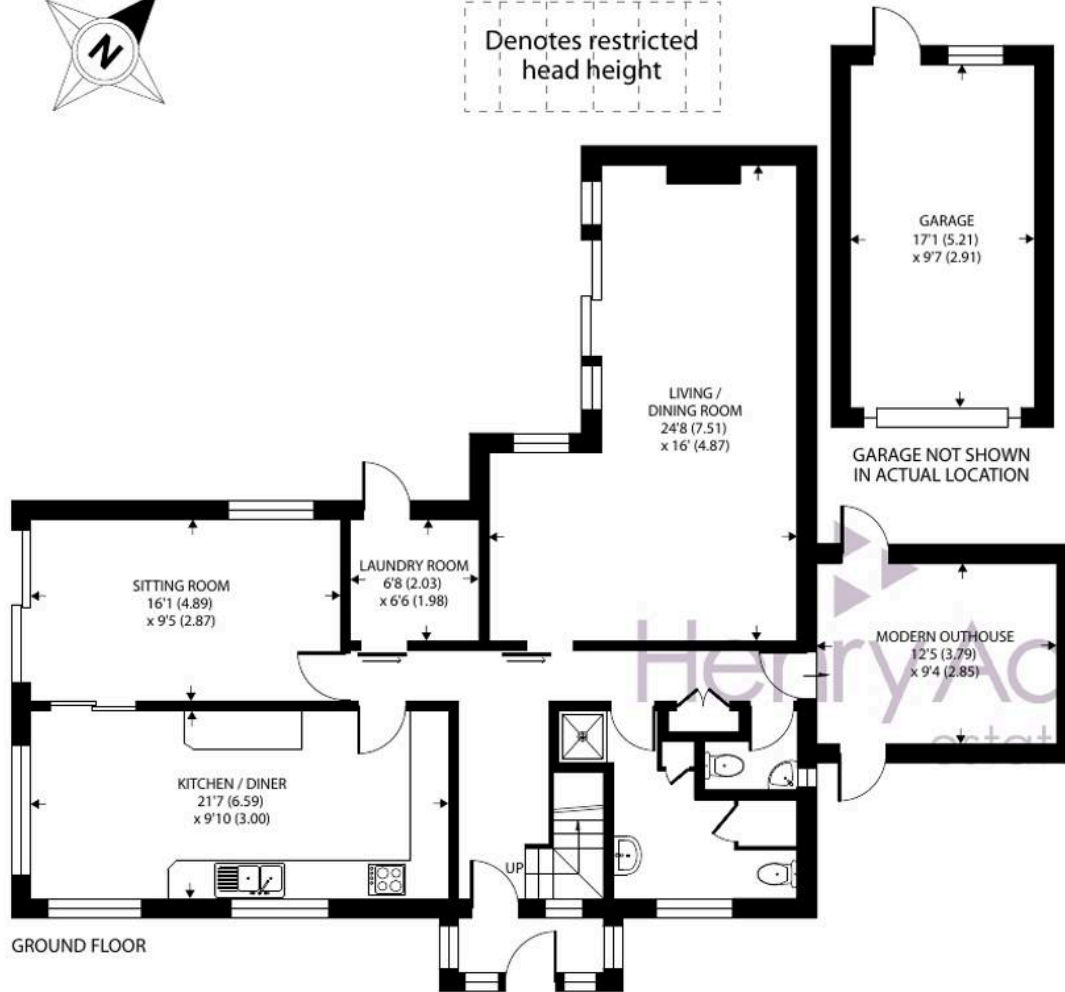 N
Denotes restricted
head height
GARAGE
17'1 (5.21)
x 9'7 (2.91)
GARAGE NOT SHOWN
IN ACTUAL LOCATION
LIVING /
DINING ROOM
24'8 (7.51)
x 16' (4.87)
LAUNDRY ROOM
6'8 (2.03)
x 6'6 (1.98)
SITTING ROOM
16'1 (4.89)
x 9'5 (2.87)
MODERN OUTHOUSE
12'5 (3.79)
x 9'4 (2.85)
Henry Ad
estat
KITCHEN / DINER
21'7 (6.59)
x 9'10 (3.00)
UP
GROUND FLOOR